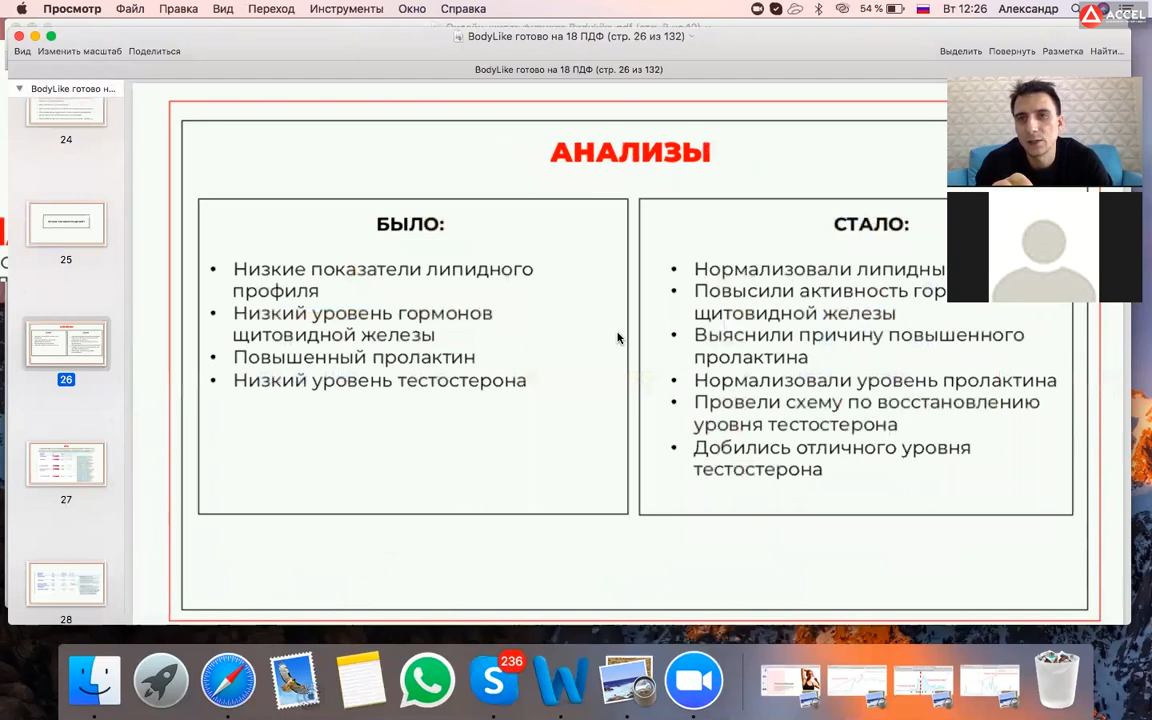 Просмотр Файл Правка Вид Переход Инструменты Окно Справка 54 % Вт 12:26 Александр
ACCEL
BodyLike готово на 18 ПДФ (стр. 26 из 132)
Вид Изменить масштаб Поделиться Выделить Повернуть Разметка Найти...
BodyLike готово на 18 ПДФ (стр. 26 из 132)
BodyLike готово н...
24
25
26
27
28
АНАЛИЗЫ
БЫЛО:
• Низкие показатели липидного
профиля
• Низкий уровень гормонов
щитовидной железы
• Повышенный пролактин
• Низкий уровень тестостерона
СТАЛО:
• Нормализовали липидны
• Повысили активность гор
щитовидной железы
• Выяснили причину повышенного
пролактина
• Нормализовали уровень пролактина
• Провели схему по восстановлению
уровня тестостерона
• Добились отличного уровня
тестостерона
236